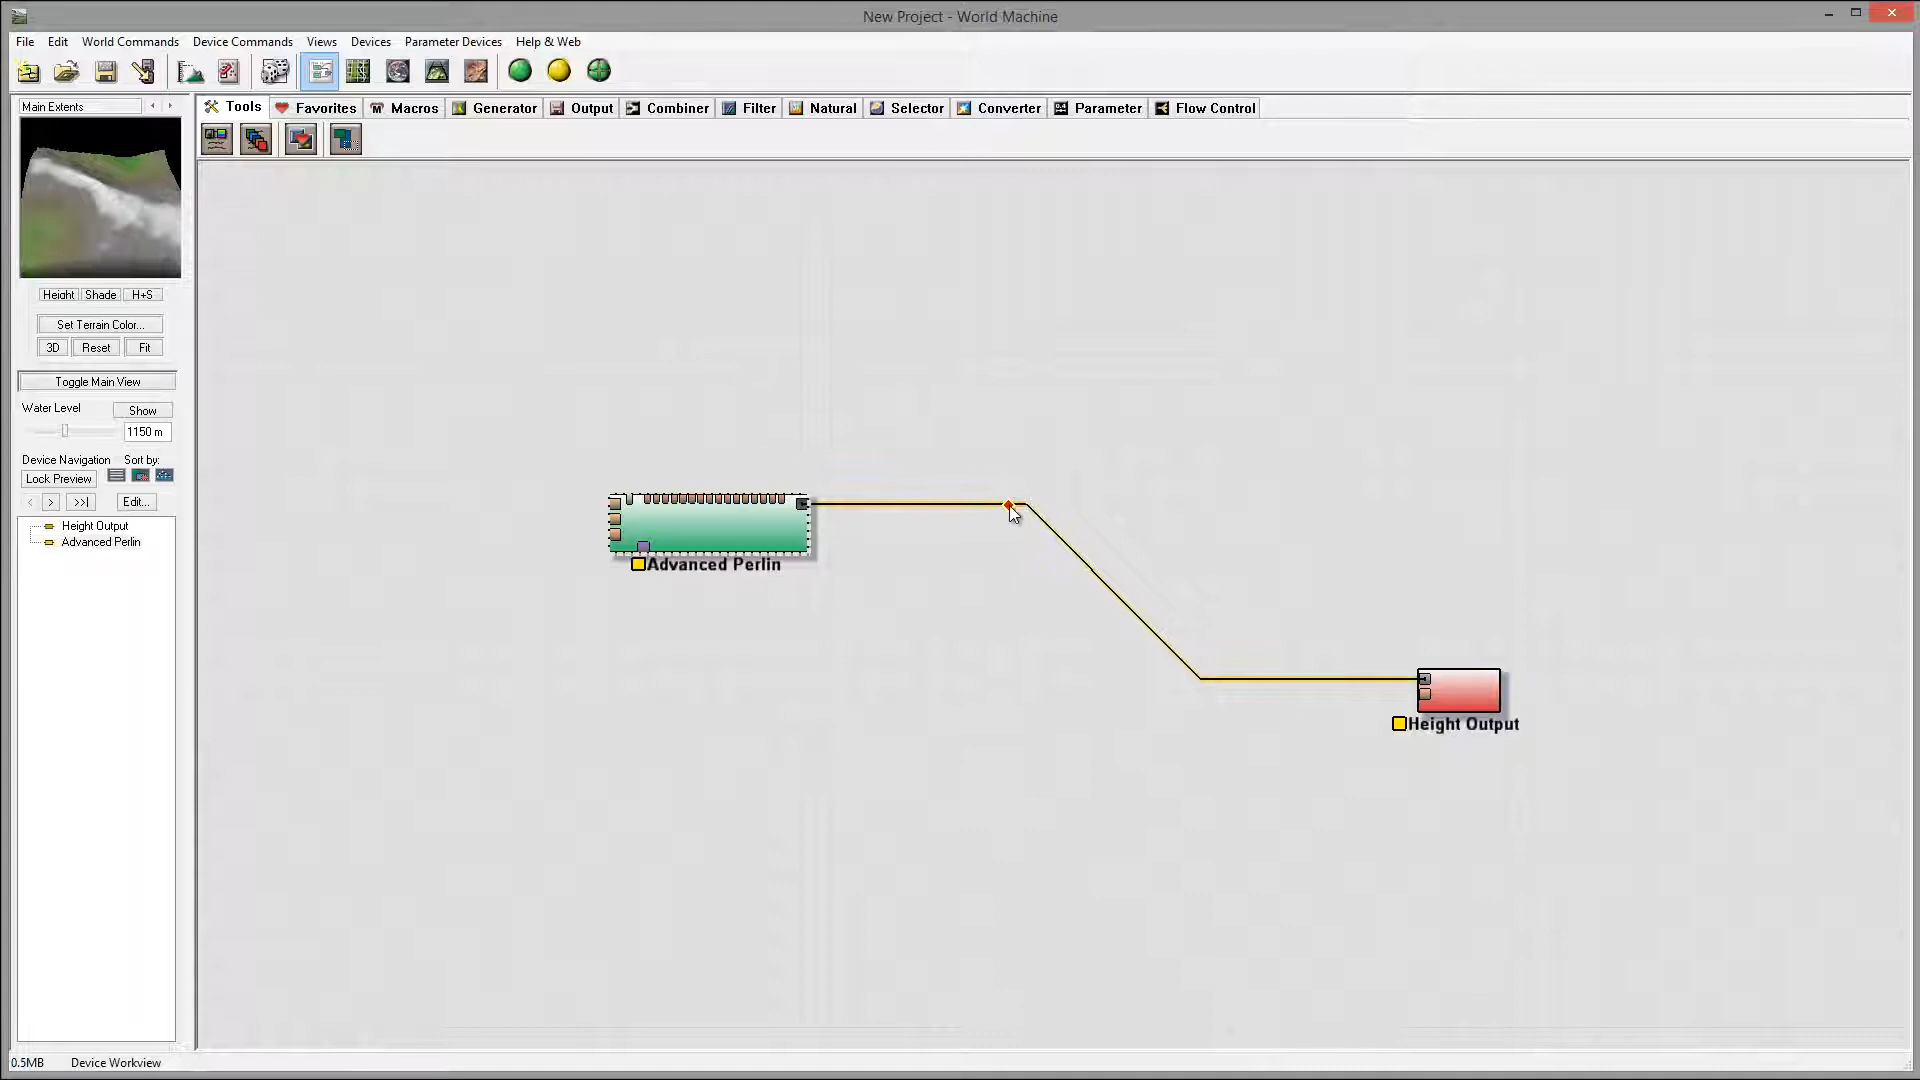 New Project - World Machine
File Edit World Commands Device Commands Views Devices Parameter Devices Help & Web
Main Extents
Tools Favorites Macros Generator Output Combiner Filter Natural Selector Converter Parameter Flow Control
Height Shade H+S
Set Terrain Color...
3D Reset Fit
Toggle Main View
Water Level Show
1150 m
Device Navigation Sort by:
Lock Preview
< > >>| Edit...
Height Output
Advanced Perlin
Advanced Perlin
Height Output
0.5MB Device Workview